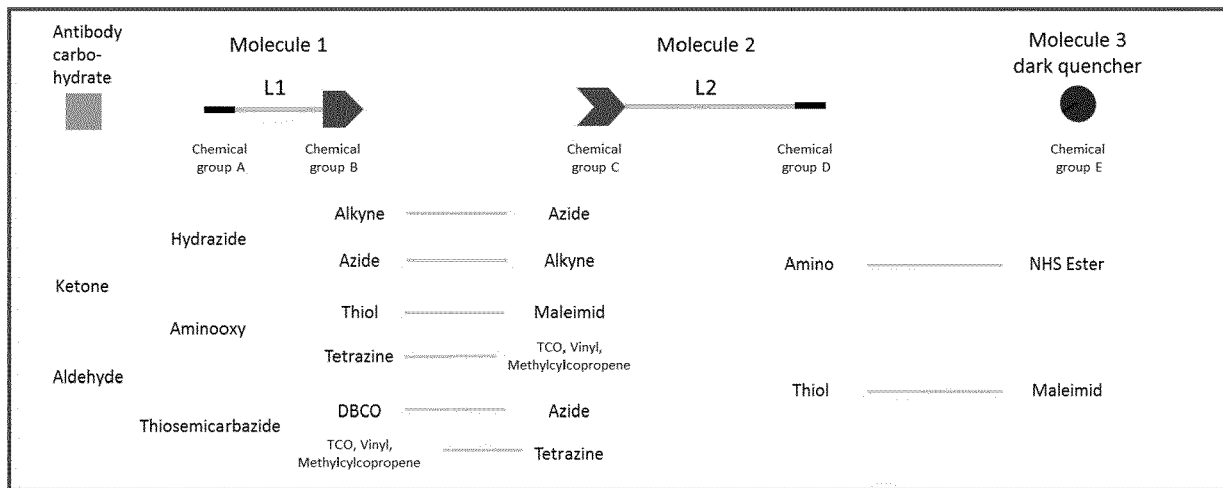 Antibody
carbo-
hydrate
Molecule 1
L1
Chemical
group A
Chemical
group B
Molecule 2
L2
Chemical
group C
Chemical
group D
Molecule 3
dark quencher
Chemical
group E
Ketone
Aldehyde
Hydrazide
Aminooxy
Thiosemicarbazide
Alkyne
Azide
Azide
Alkyne
Thiol
Maleimid
Tetrazine
TCO, Vinyl,
Methylcylcopropene
DBCO
Azide
TCO, Vinyl,
Methylcylcopropene
Tetrazine
Amino
NHS Ester
Thiol
Maleimid